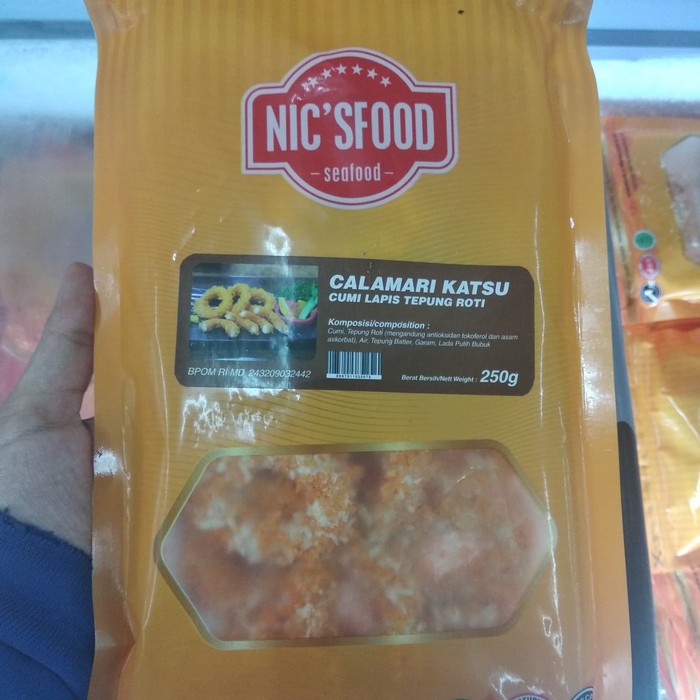 NIC'SFOOD
– seafood –
CALAMARI KATSU
CUMI LAPIS TEPUNG ROTI
Komposisi/composition :
Cumi, Tepung Roti (mengandung antioksidan tokoferol dan asam
askorbat), Air, Tepung Batter, Garam, Lada Putih Bubuk
BPOM RI MD 243209032442
Berat Bersih/Nett Weight : 250g